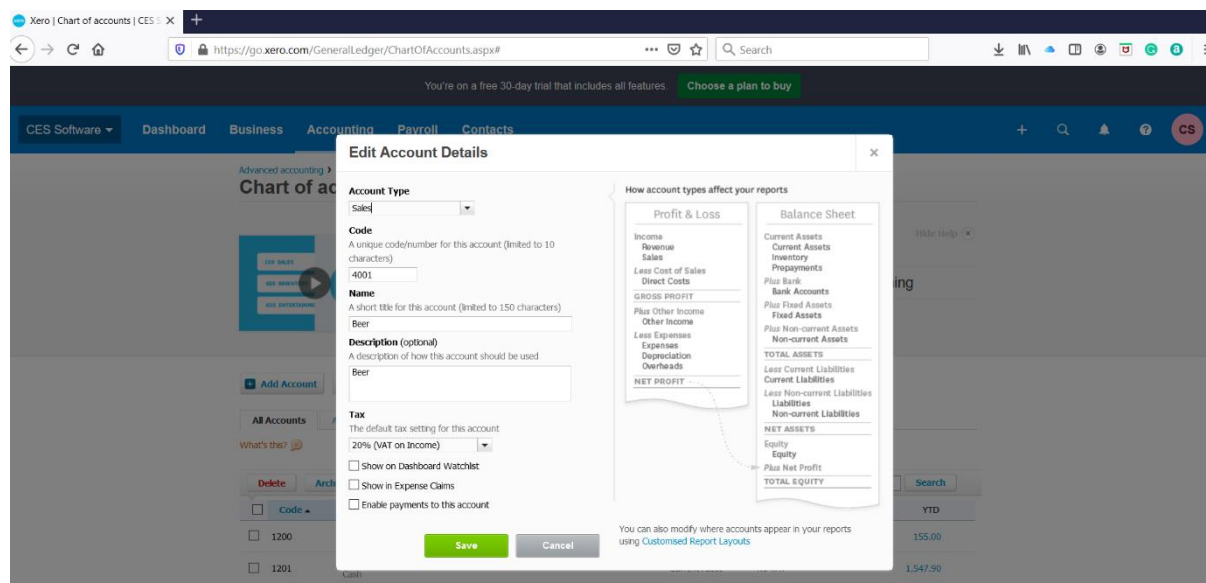 Xero | Chart of accounts | CES S
https://go.xero.com/GeneralLedger/ChartOfAccounts.aspx#
Search
You're on a free 30-day trial that includes all features. Choose a plan to buy
CES Software Dashboard Business Accounting Payroll Contacts CS
Advanced accounting ›
Chart of ac
Hide Help
ing
Add Account
All Accounts
What's this?
Delete Arch Search
Code YTD
1200 155.00
1201 Cash 1,547.90
Edit Account Details
Account Type
Sales
Code
A unique code/number for this account (limited to 10
characters)
4001
Name
A short title for this account (limited to 150 characters)
Beer
Description (optional)
A description of how this account should be used
Beer
Tax
The default tax setting for this account
20% (VAT on Income)
Show on Dashboard Watchlist
Show in Expense Claims
Enable payments to this account
Save Cancel
How account types affect your reports
Profit & Loss
Income
Revenue
Sales
Less Cost of Sales
Direct Costs
GROSS PROFIT
Plus Other Income
Other Income
Less Expenses
Expenses
Depreciation
Overheads
NET PROFIT
Balance Sheet
Current Assets
Current Assets
Inventory
Prepayments
Plus Bank
Bank Accounts
Plus Fixed Assets
Fixed Assets
Plus Non-current Assets
Non-current Assets
TOTAL ASSETS
Less Current Liabilities
Current Liabilities
Less Non-current Liabilities
Liabilities
Non-current Liabilities
NET ASSETS
Equity
Equity
Plus Net Profit
TOTAL EQUITY
You can also modify where accounts appear in your reports
using Customised Report Layouts